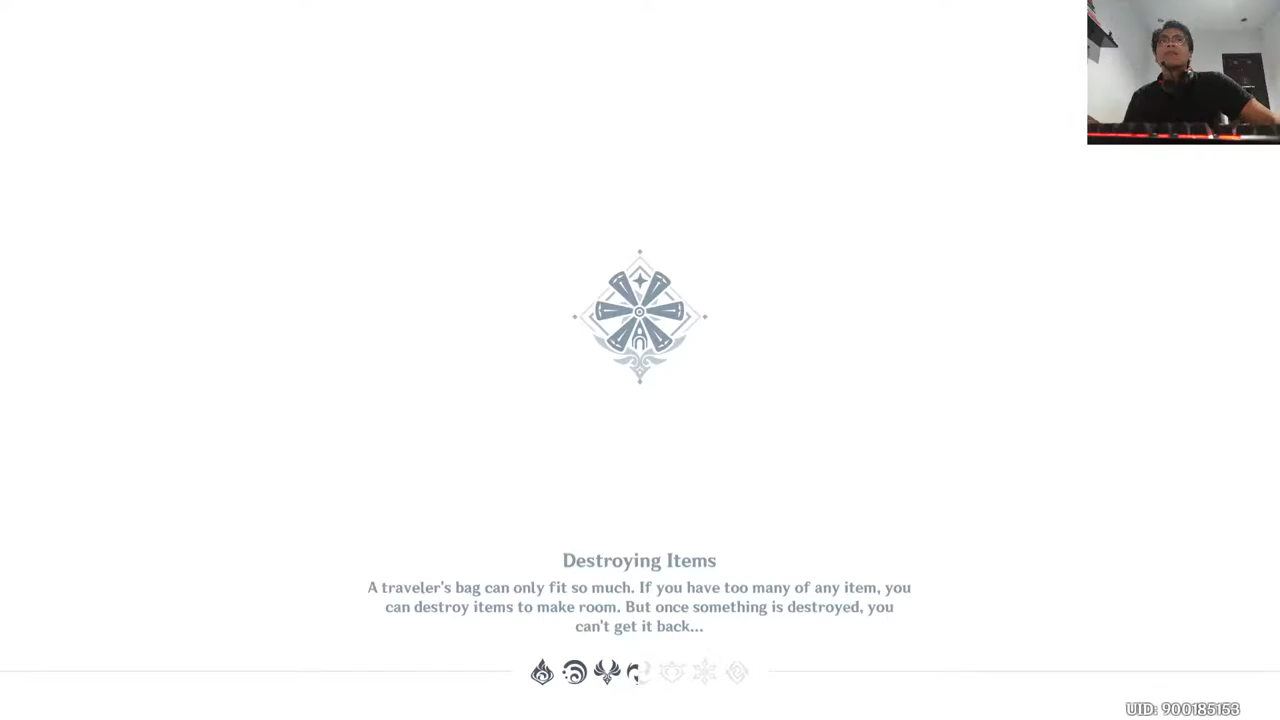 Destroying Items
A traveler's bag can only fit so much. If you have too many of any item, you
can destroy items to make room. But once something is destroyed, you
can't get it back...
UID: 900185153